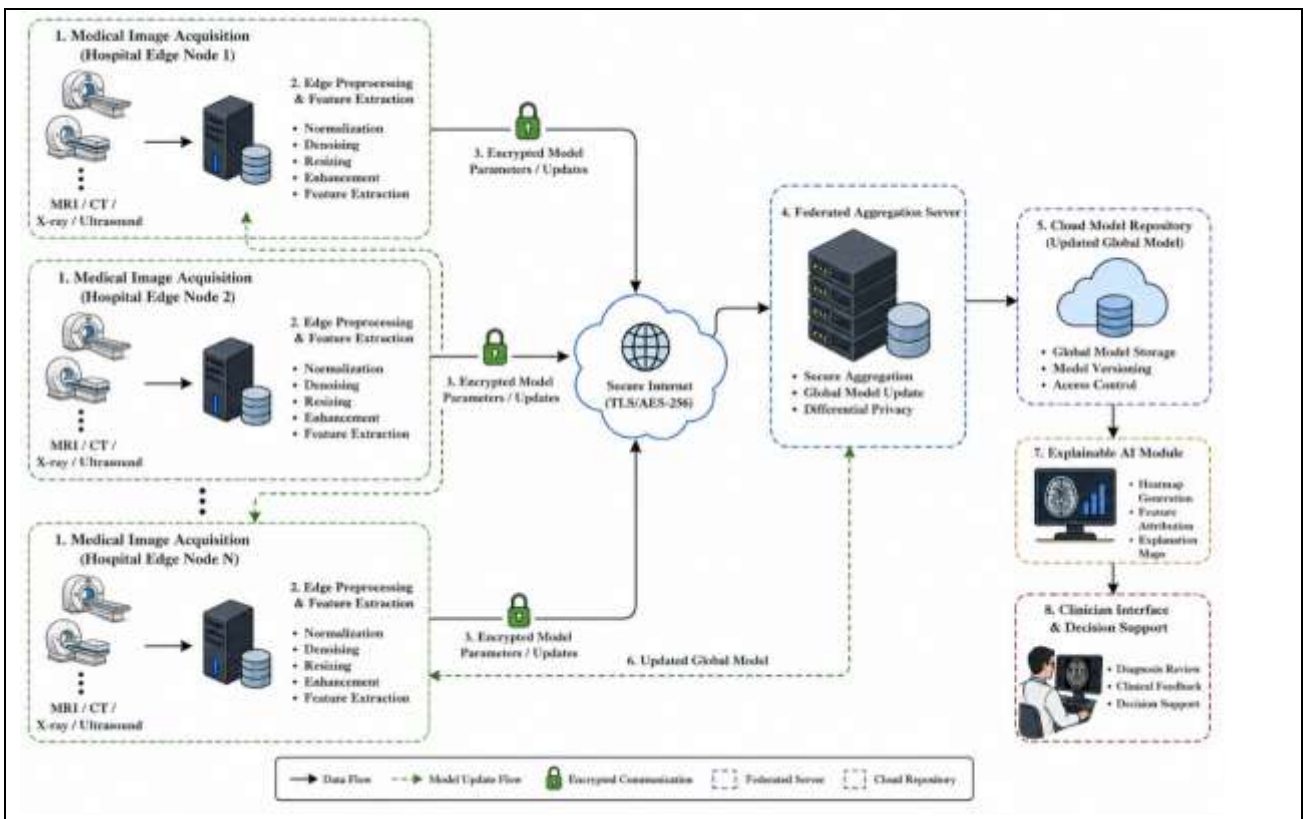 1. Medical Image Acquisition
(Hospital Edge Node 1)
MRI / CT /
X-ray / Ultrasound
2. Edge Preprocessing
& Feature Extraction
• Normalization
• Denoising
• Resizing
• Enhancement
• Feature Extraction
3. Encrypted Model
Parameters / Updates
1. Medical Image Acquisition
(Hospital Edge Node 2)
MRI / CT /
X-ray / Ultrasound
2. Edge Preprocessing
& Feature Extraction
• Normalization
• Denoising
• Resizing
• Enhancement
• Feature Extraction
3. Encrypted Model
Parameters / Updates
1. Medical Image Acquisition
(Hospital Edge Node N)
MRI / CT /
X-ray / Ultrasound
2. Edge Preprocessing
& Feature Extraction
• Normalization
• Denoising
• Resizing
• Enhancement
• Feature Extraction
3. Encrypted Model
Parameters / Updates
Secure Internet
(TLS/AES-256)
4. Federated Aggregation Server
• Secure Aggregation
• Global Model Update
• Differential Privacy
5. Cloud Model Repository
(Updated Global Model)
• Global Model Storage
• Model Versioning
• Access Control
6. Updated Global Model
7. Explainable AI Module
• Heatmap
Generation
• Feature
Attribution
• Explanation
Maps
8. Clinician Interface
& Decision Support
• Diagnosis Review
• Clinical Feedback
• Decision Support
Data Flow
Model Update Flow
Encrypted Communication
Federated Server
Cloud Repository